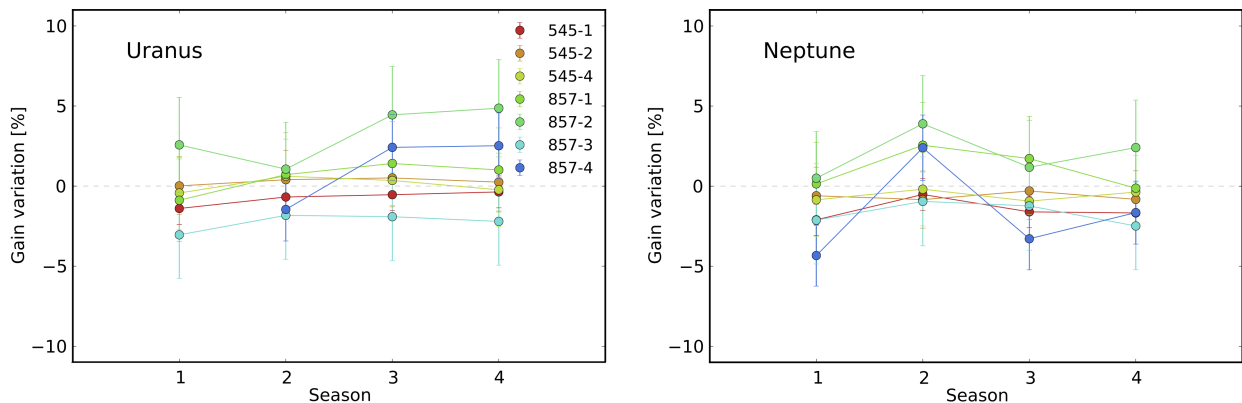 10
5
0
−5
−10
Gain variation [%]
Uranus
545-1
545-2
545-4
857-1
857-2
857-3
857-4
1 2 3 4
Season
10
5
0
−5
−10
Gain variation [%]
Neptune
1 2 3 4
Season